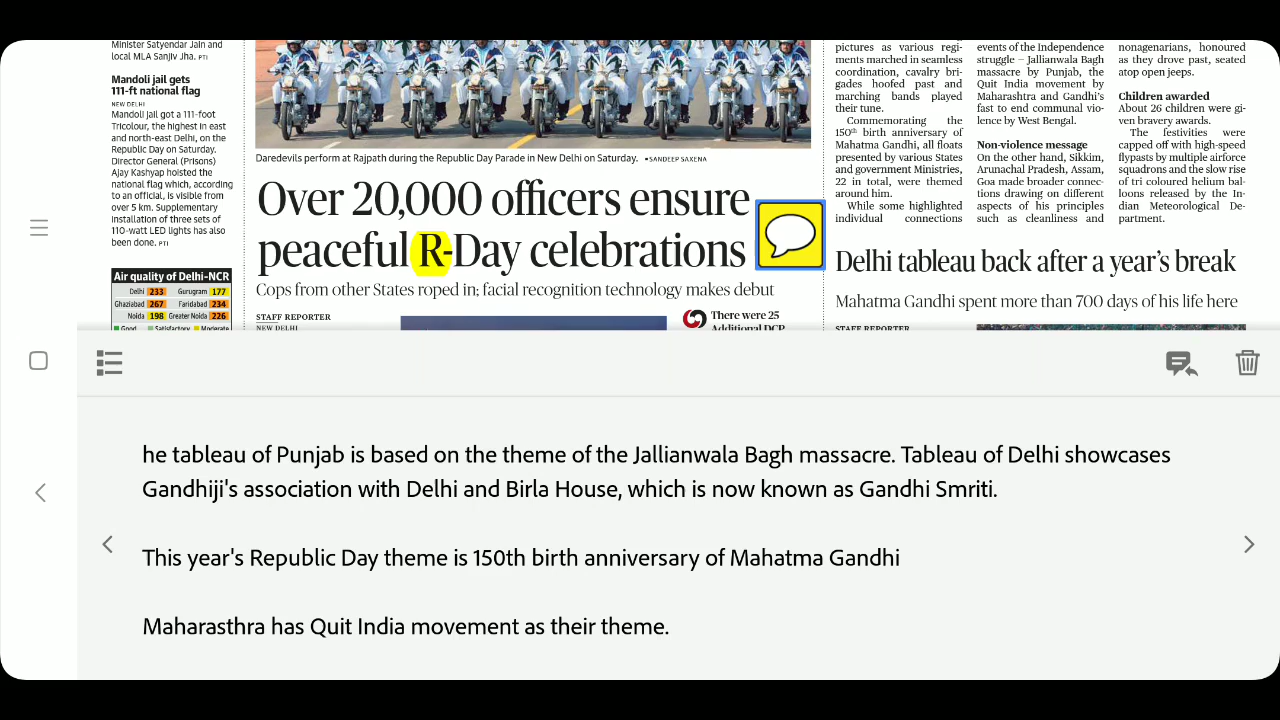 Minister Satyendar Jain and
local MLA Sanjiv Jha. PTI
Mandoli jail gets
111-ft national flag
NEW DELHI
Mandoli jail got a 111-foot
Tricolour, the highest in east
and north-east Delhi, on the
Republic Day on Saturday.
Director General (Prisons)
Ajay Kashyap hoisted the
national flag which, according
to an official, is visible from
over 5 km. Supplementary
installation of three sets of
110-watt LED lights has also
been done. PTI
Air quality of Delhi-NCR
Delhi 233 Gurugram 177
Ghaziabad 267 Faridabad 234
Noida 198 Greater Noida 226
Good Satisfactory Moderate
Daredevils perform at Rajpath during the Republic Day Parade in New Delhi on Saturday. ▪SANDEEP SAXENA
Over 20,000 officers ensure
peaceful R-Day celebrations
Cops from other States roped in; facial recognition technology makes debut
STAFF REPORTER
NEW DELHI
There were 25
Additional DCP
pictures as various regi-
ments marched in seamless
coordination, cavalry bri-
gades hoofed past and
marching bands played
their tune.
Commemorating the
150th birth anniversary of
Mahatma Gandhi, all floats
presented by various States
and government Ministries,
22 in total, were themed
around him.
While some highlighted
individual connections
events of the Independence
struggle – Jallianwala Bagh
massacre by Punjab, the
Quit India movement by
Maharashtra and Gandhi's
fast to end communal vio-
lence by West Bengal.
Non-violence message
On the other hand, Sikkim,
Arunachal Pradesh, Assam,
Goa made broader connec-
tions drawing on different
aspects of his principles
such as cleanliness and
nonagenarians, honoured
as they drove past, seated
atop open jeeps.
Children awarded
About 26 children were gi-
ven bravery awards.
The festivities were
capped off with high-speed
flypasts by multiple airforce
squadrons and the slow rise
of tri coloured helium bal-
loons released by the In-
dian Meteorological De-
partment.
Delhi tableau back after a year's break
Mahatma Gandhi spent more than 700 days of his life here
STAFF REPORTER
he tableau of Punjab is based on the theme of the Jallianwala Bagh massacre. Tableau of Delhi showcases
Gandhiji's association with Delhi and Birla House, which is now known as Gandhi Smriti.
This year's Republic Day theme is 150th birth anniversary of Mahatma Gandhi
Maharasthra has Quit India movement as their theme.